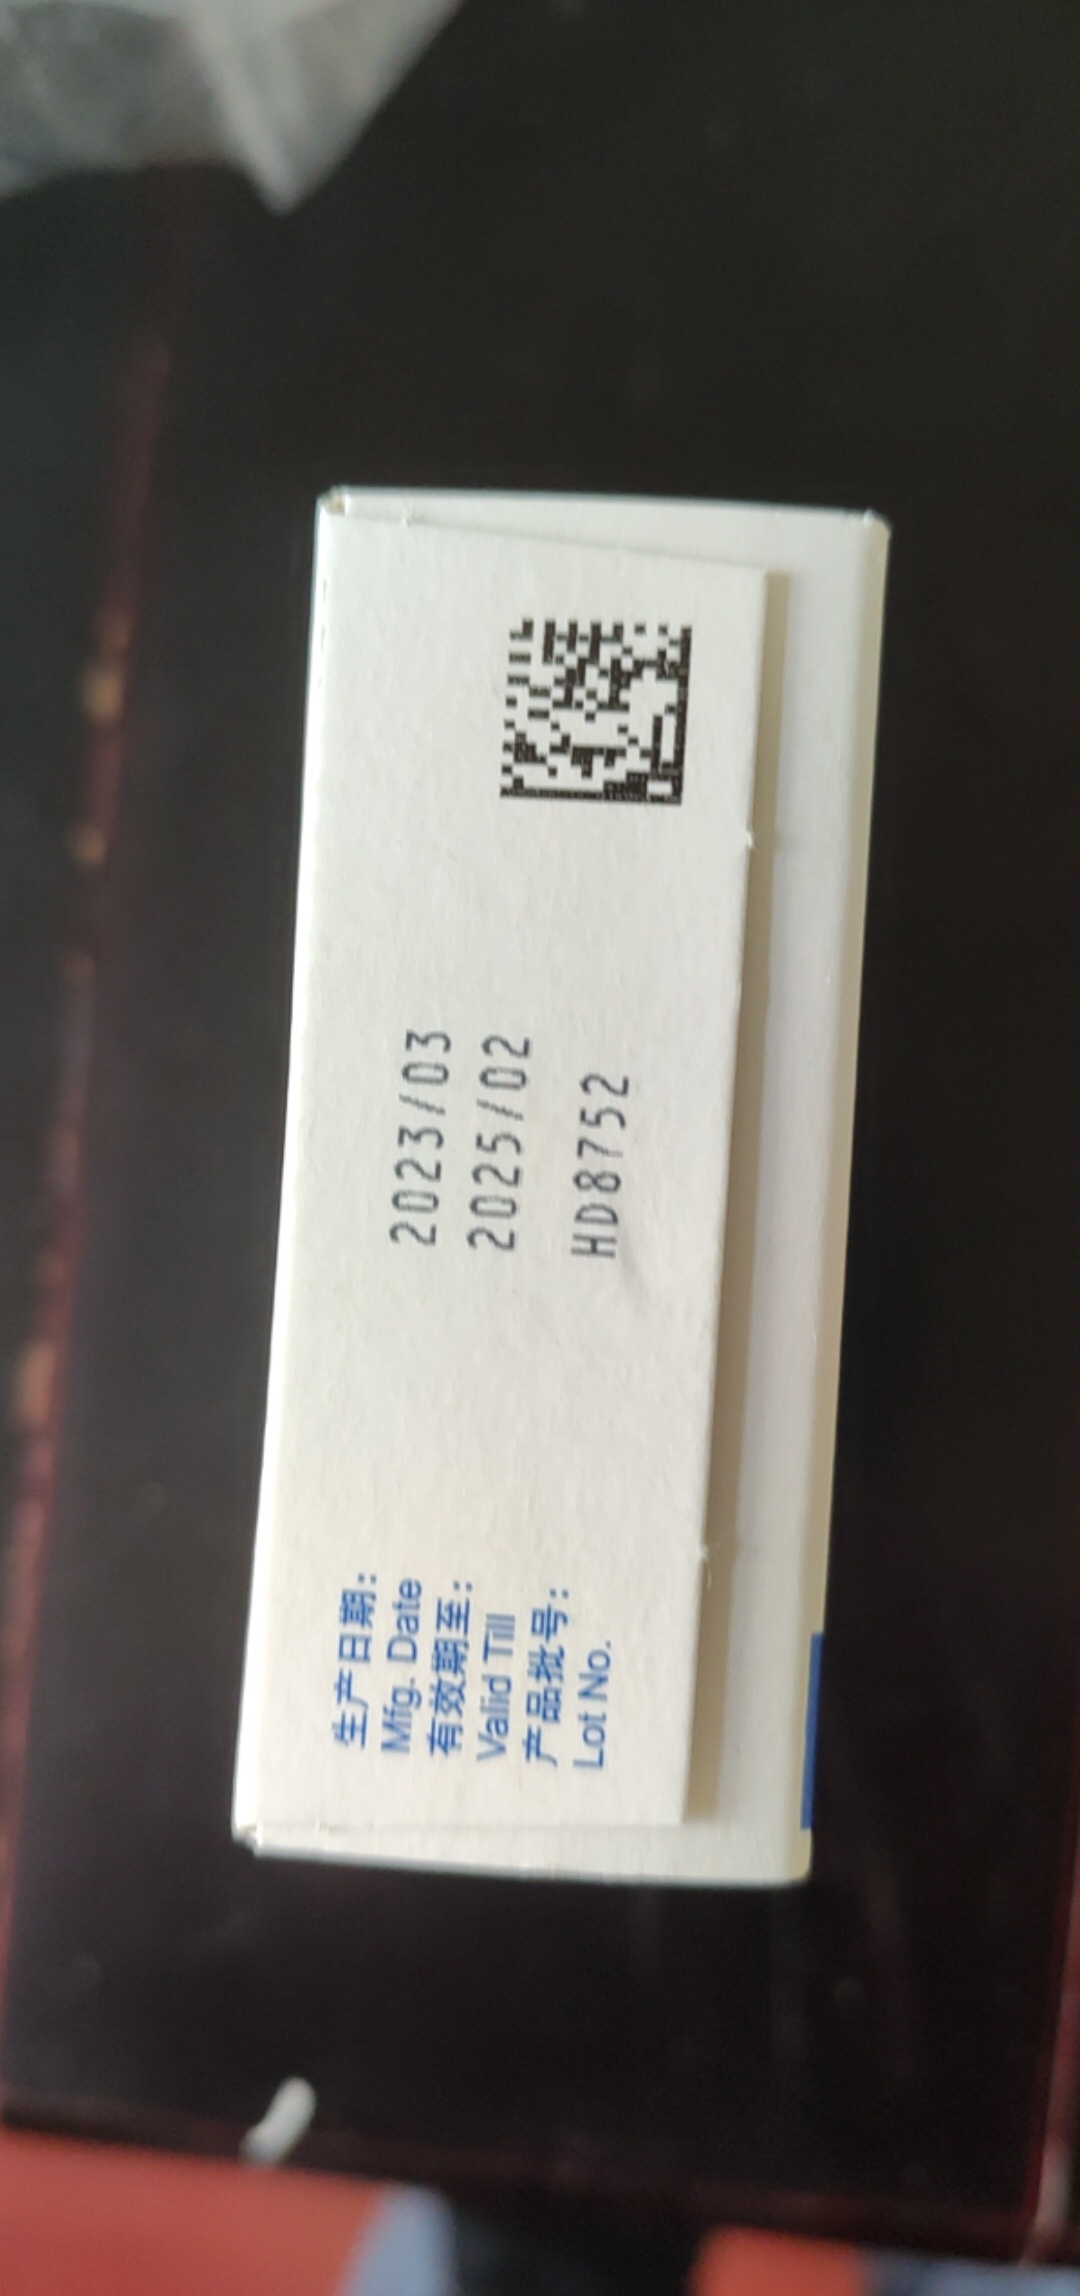 生产日期: 2023/03
Mfg. Date
有效期至: 2025/02
Valid Till
产品批号: HD8752
Lot No.